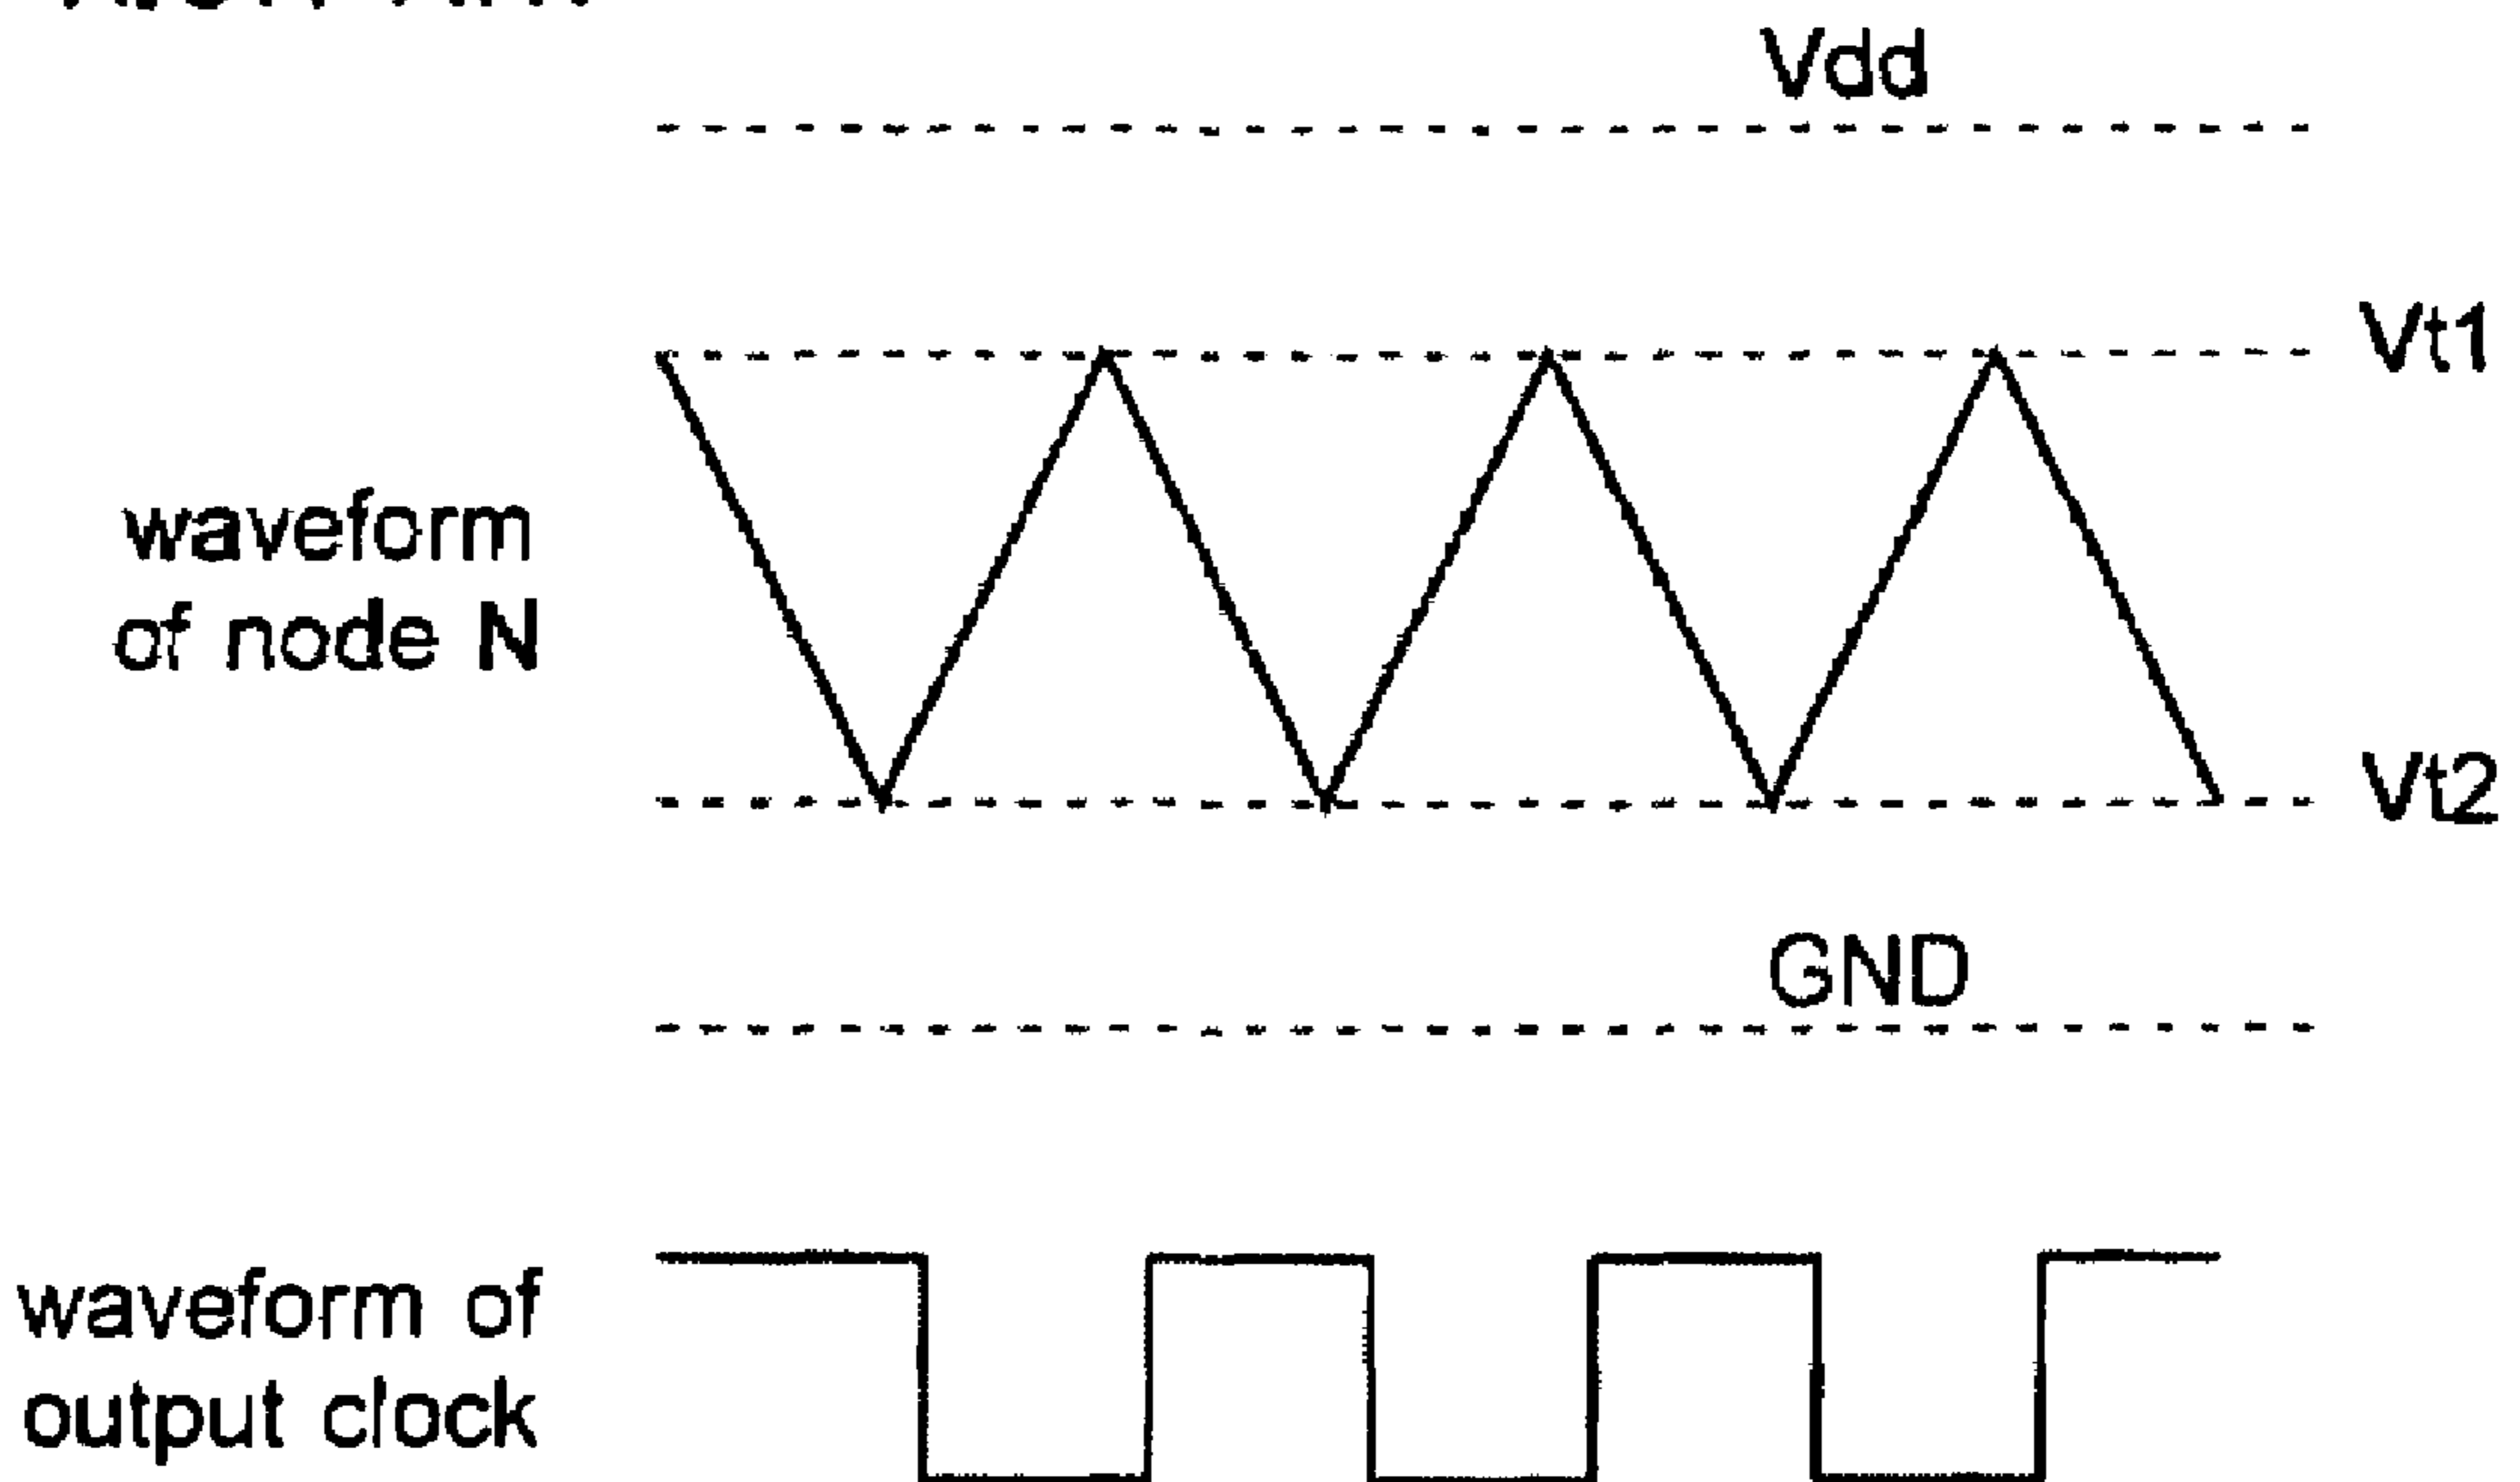 Vdd
Vt1
waveform
of node N
Vt2
GND
waveform of
output clock